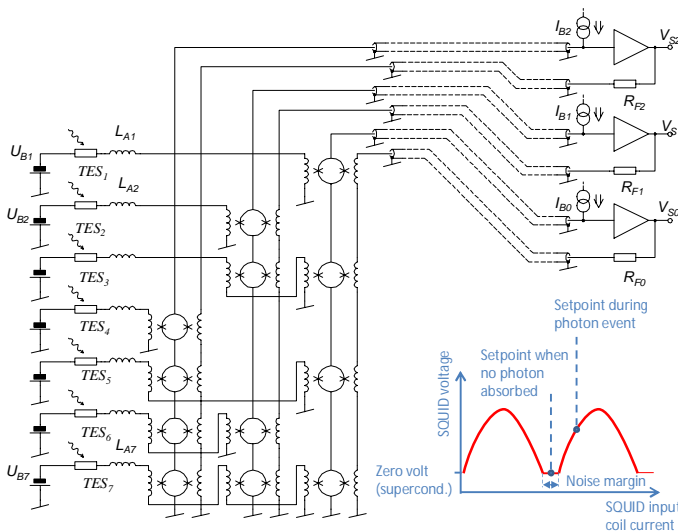 I_B2
V_S2
R_F2
I_B1
V_S
R_F1
I_B0
V_S0
R_F0
U_B1
L_A1
TES_1
L_A2
U_B2
TES_2
TES_3
TES_4
TES_5
TES_6
L_A7
U_B7
TES_7
Setpoint during
photon event
Setpoint when
no photon
absorbed
SQUID voltage
Zero volt
(supercond.)
Noise margin
SQUID input
coil current